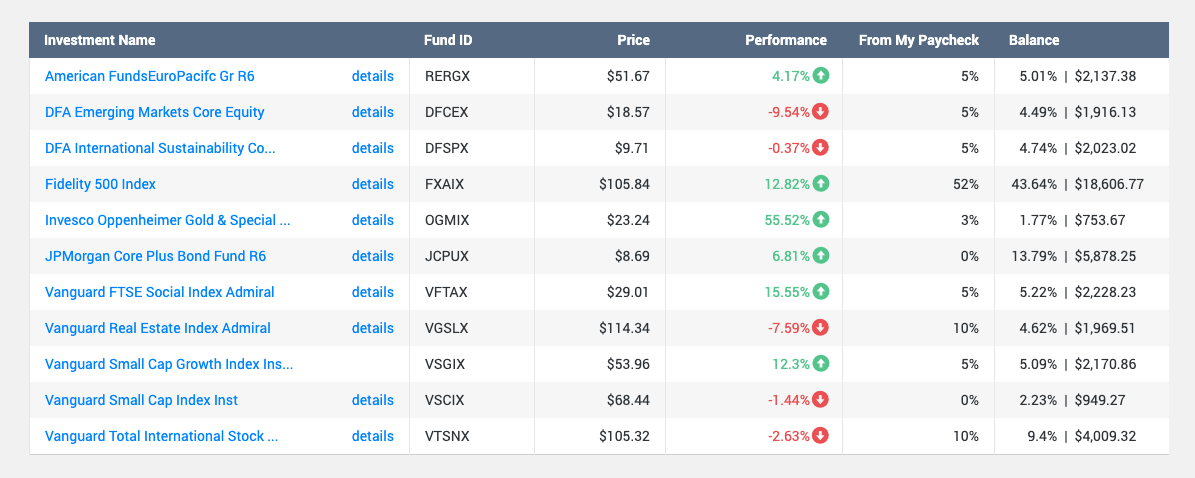 Investment Name Fund ID Price Performance From My Paycheck Balance
American FundsEuroPacifc Gr R6 details RERGX $51.67 4.17% 5% 5.01% | $2,137.38
DFA Emerging Markets Core Equity details DFCEX $18.57 -9.54% 5% 4.49% | $1,916.13
DFA International Sustainability Co... details DFSPX $9.71 -0.37% 5% 4.74% | $2,023.02
Fidelity 500 Index details FXAIX $105.84 12.82% 52% 43.64% | $18,606.77
Invesco Oppenheimer Gold & Special ... details OGMIX $23.24 55.52% 3% 1.77% | $753.67
JPMorgan Core Plus Bond Fund R6 details JCPUX $8.69 6.81% 0% 13.79% | $5,878.25
Vanguard FTSE Social Index Admiral details VFTAX $29.01 15.55% 5% 5.22% | $2,228.23
Vanguard Real Estate Index Admiral details VGSLX $114.34 -7.59% 10% 4.62% | $1,969.51
Vanguard Small Cap Growth Index Ins... VSGIX $53.96 12.3% 5% 5.09% | $2,170.86
Vanguard Small Cap Index Inst details VSCIX $68.44 -1.44% 0% 2.23% | $949.27
Vanguard Total International Stock ... details VTSNX $105.32 -2.63% 10% 9.4% | $4,009.32